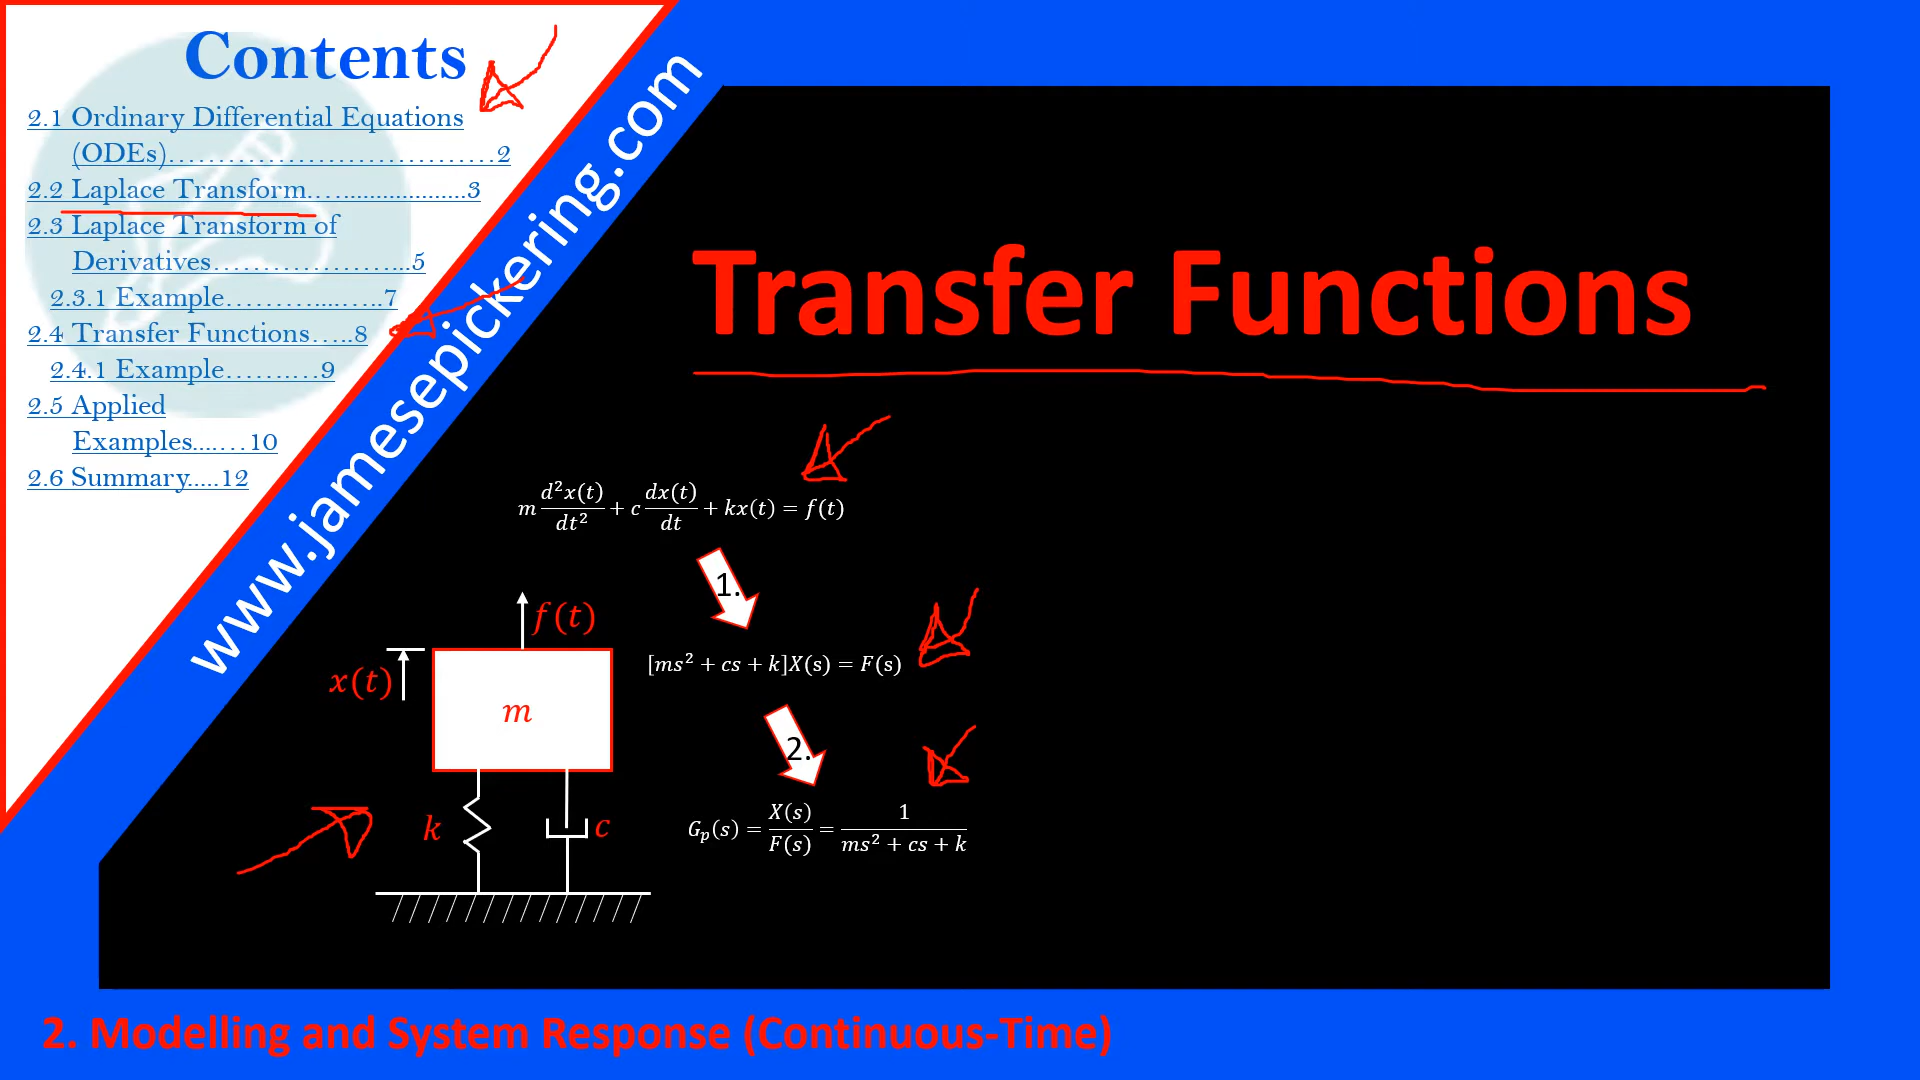 Contents
2.1 Ordinary Differential Equations
(ODEs)……………………………2
2.2 Laplace Transform…...................3
2.3 Laplace Transform of
Derivatives………………...5
2.3.1 Example………....…..7
2.4 Transfer Functions…..8
2.4.1 Example…….…9
2.5 Applied
Examples....…10
2.6 Summary.....12
www.jamesepickering.com
Transfer Functions
m d²x(t)/dt² + c dx(t)/dt + kx(t) = f(t)
1.
[ms² + cs + k]X(s) = F(s)
2.
Gₚ(s) = X(s)/F(s) = 1/(ms² + cs + k)
f(t)
x(t)
m
k
c
2. Modelling and System Response (Continuous-Time)